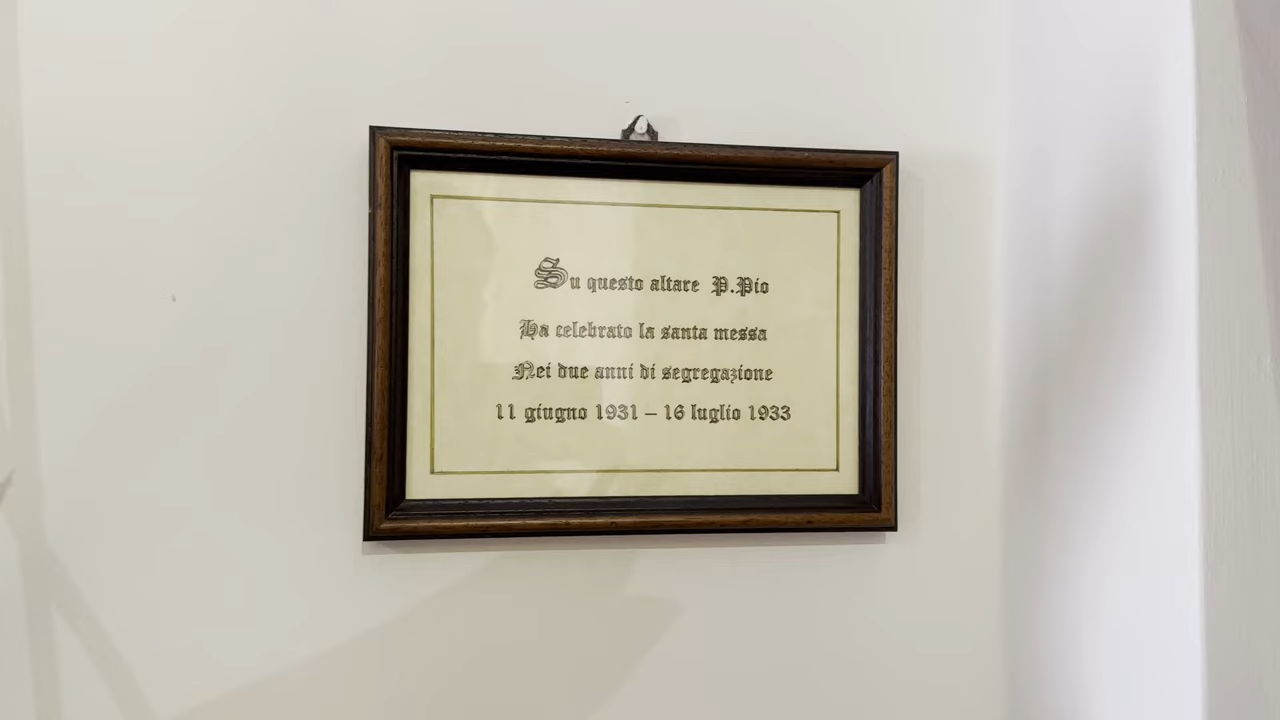 Su questo altare P.Pio
Ha celebrato la santa messa
Nei due anni di segregazione
11 giugno 1931 – 16 luglio 1933